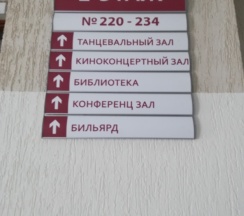 № 220 - 234
ТАНЦЕВАЛЬНЫЙ ЗАЛ
КИНОКОНЦЕРТНЫЙ ЗАЛ
БИБЛИОТЕКА
КОНФЕРЕНЦ ЗАЛ
БИЛЬЯРД